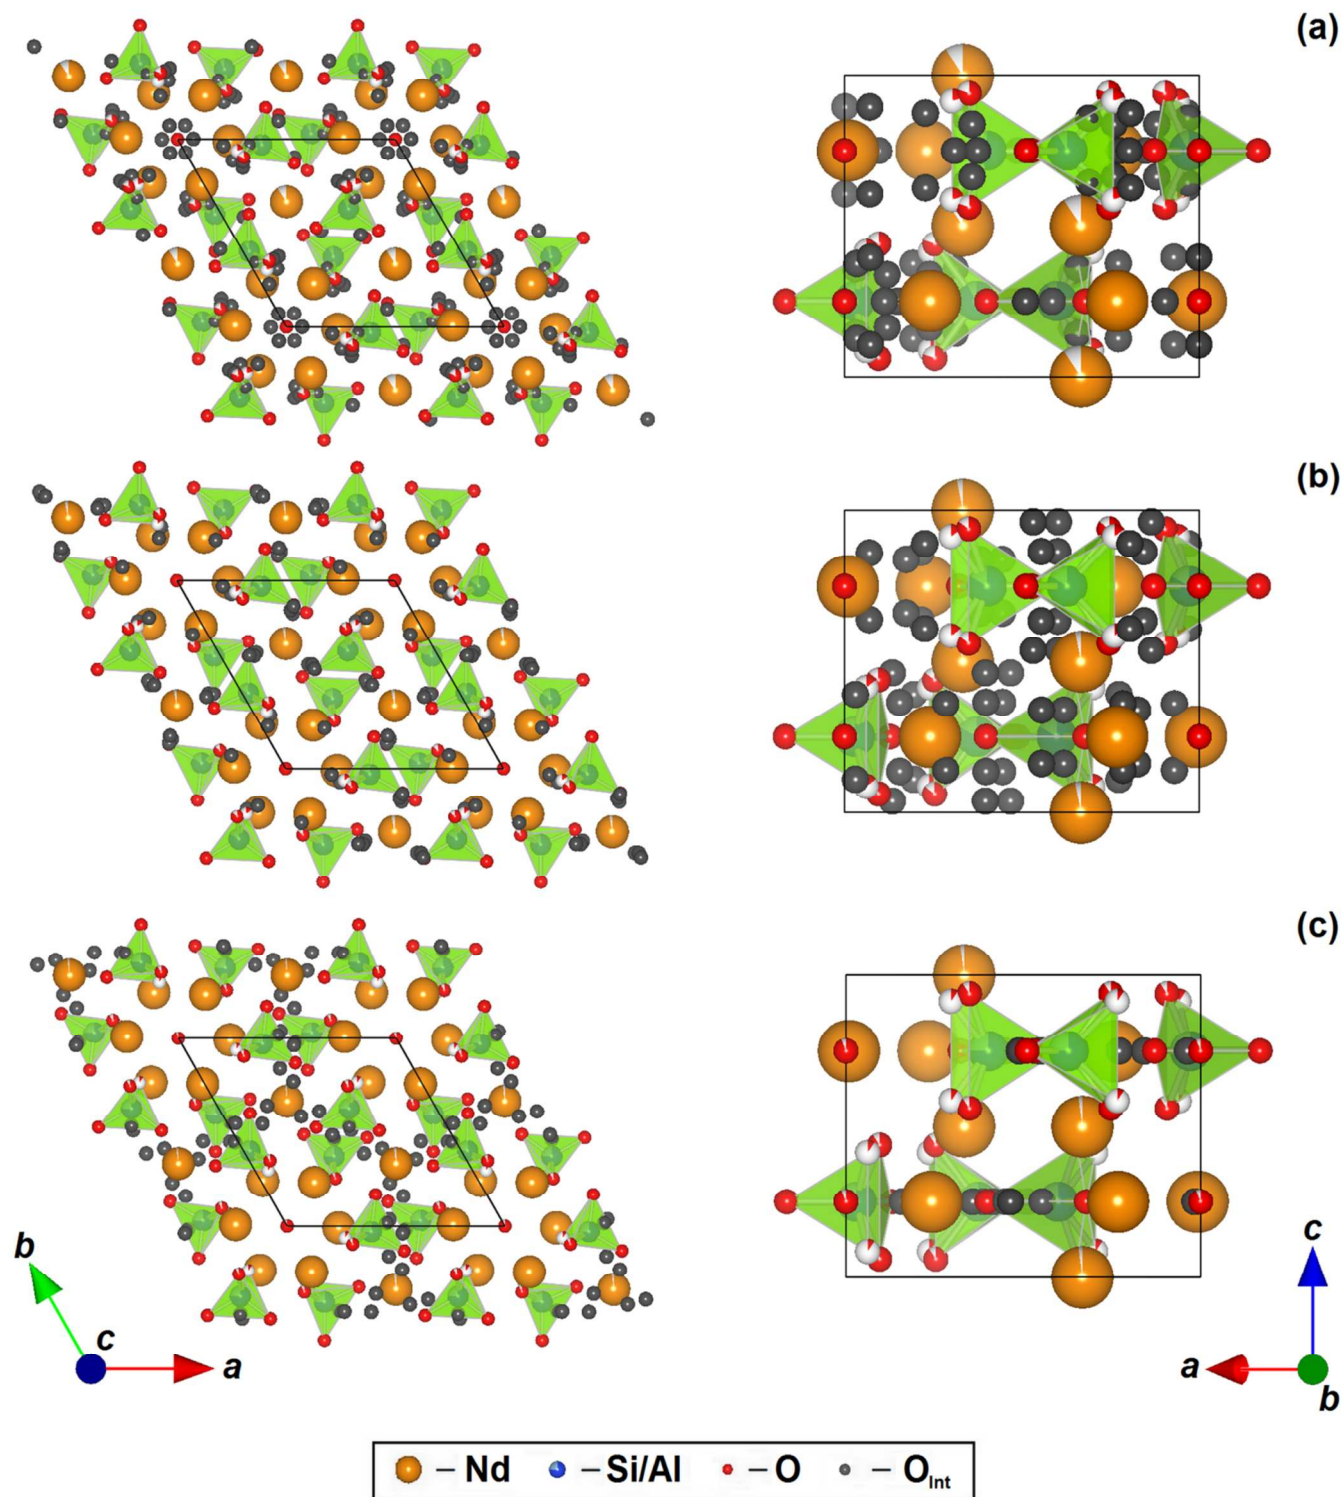 (a)
(b)
(c)
b
c
a
c
a
b
– Nd – Si/Al – O – OInt